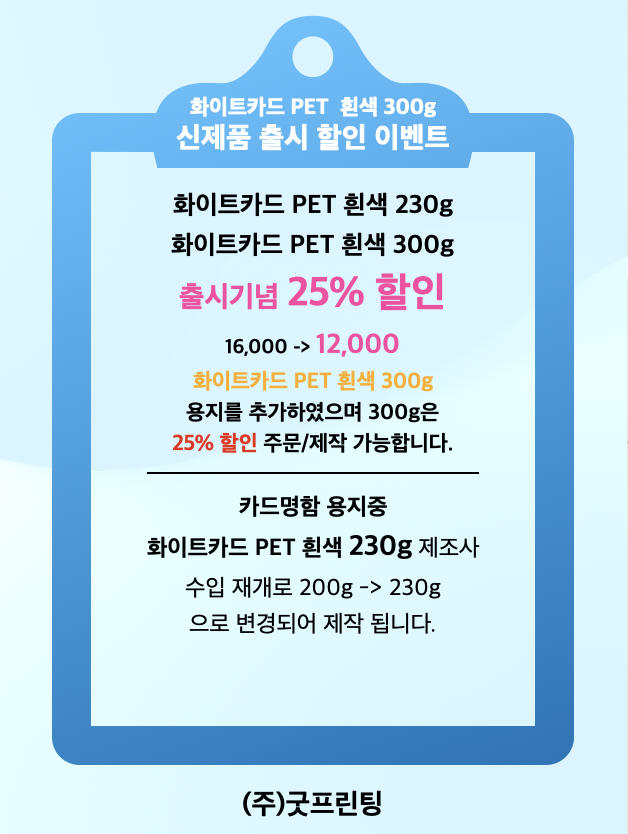 화이트카드 PET 흰색 300g
신제품 출시 할인 이벤트
화이트카드 PET 흰색 230g
화이트카드 PET 흰색 300g
출시기념 25% 할인
16,000 -> 12,000
화이트카드 PET 흰색 300g
용지를 추가하였으며 300g은
25% 할인 주문/제작 가능합니다.
카드명함 용지중
화이트카드 PET 흰색 230g 제조사
수입 재개로 200g -> 230g
으로 변경되어 제작 됩니다.
(주)굿프린팅